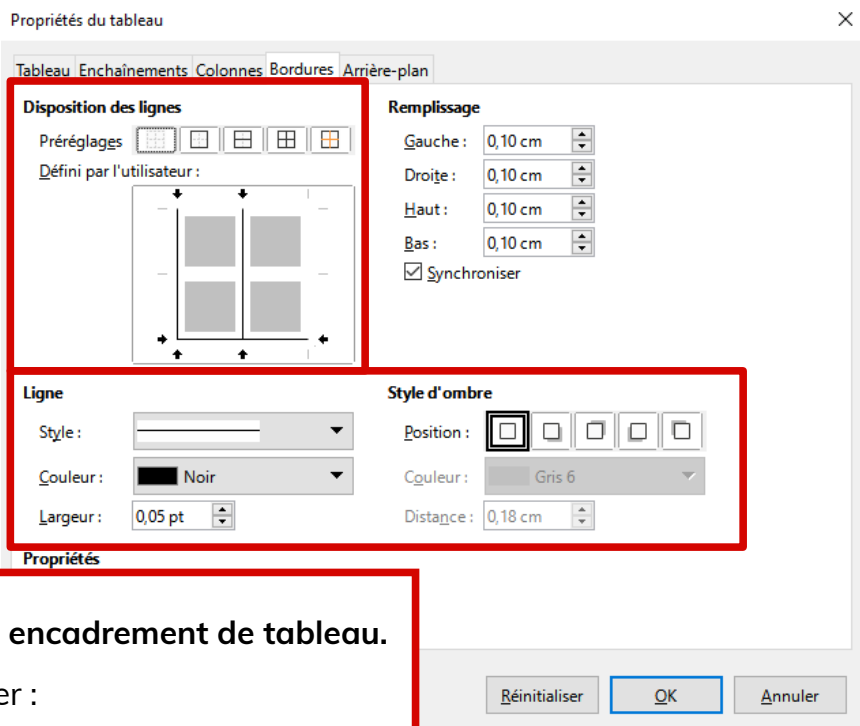 Propriétés du tableau
Tableau Enchaînements Colonnes Bordures Arrière-plan
Disposition des lignes
Préréglages
Défini par l'utilisateur :
Remplissage
Gauche : 0,10 cm
Droite : 0,10 cm
Haut : 0,10 cm
Bas : 0,10 cm
Synchroniser
Ligne
Style :
Couleur : Noir
Largeur : 0,05 pt
Style d'ombre
Position :
Couleur : Gris 6
Distance : 0,18 cm
Propriétés
encadrement de tableau.
er :
Réinitialiser OK Annuler